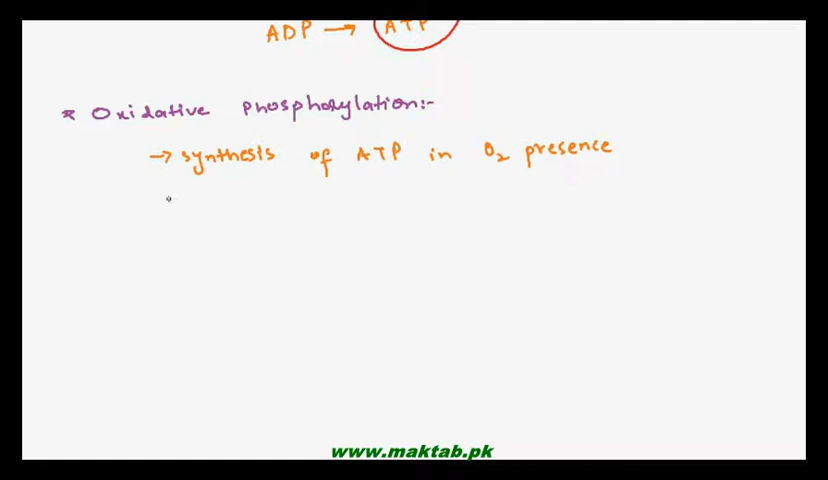 ADP → ATP
* Oxidative phosphorylation:-
→ synthesis of ATP in O₂ presence
www.maktab.pk